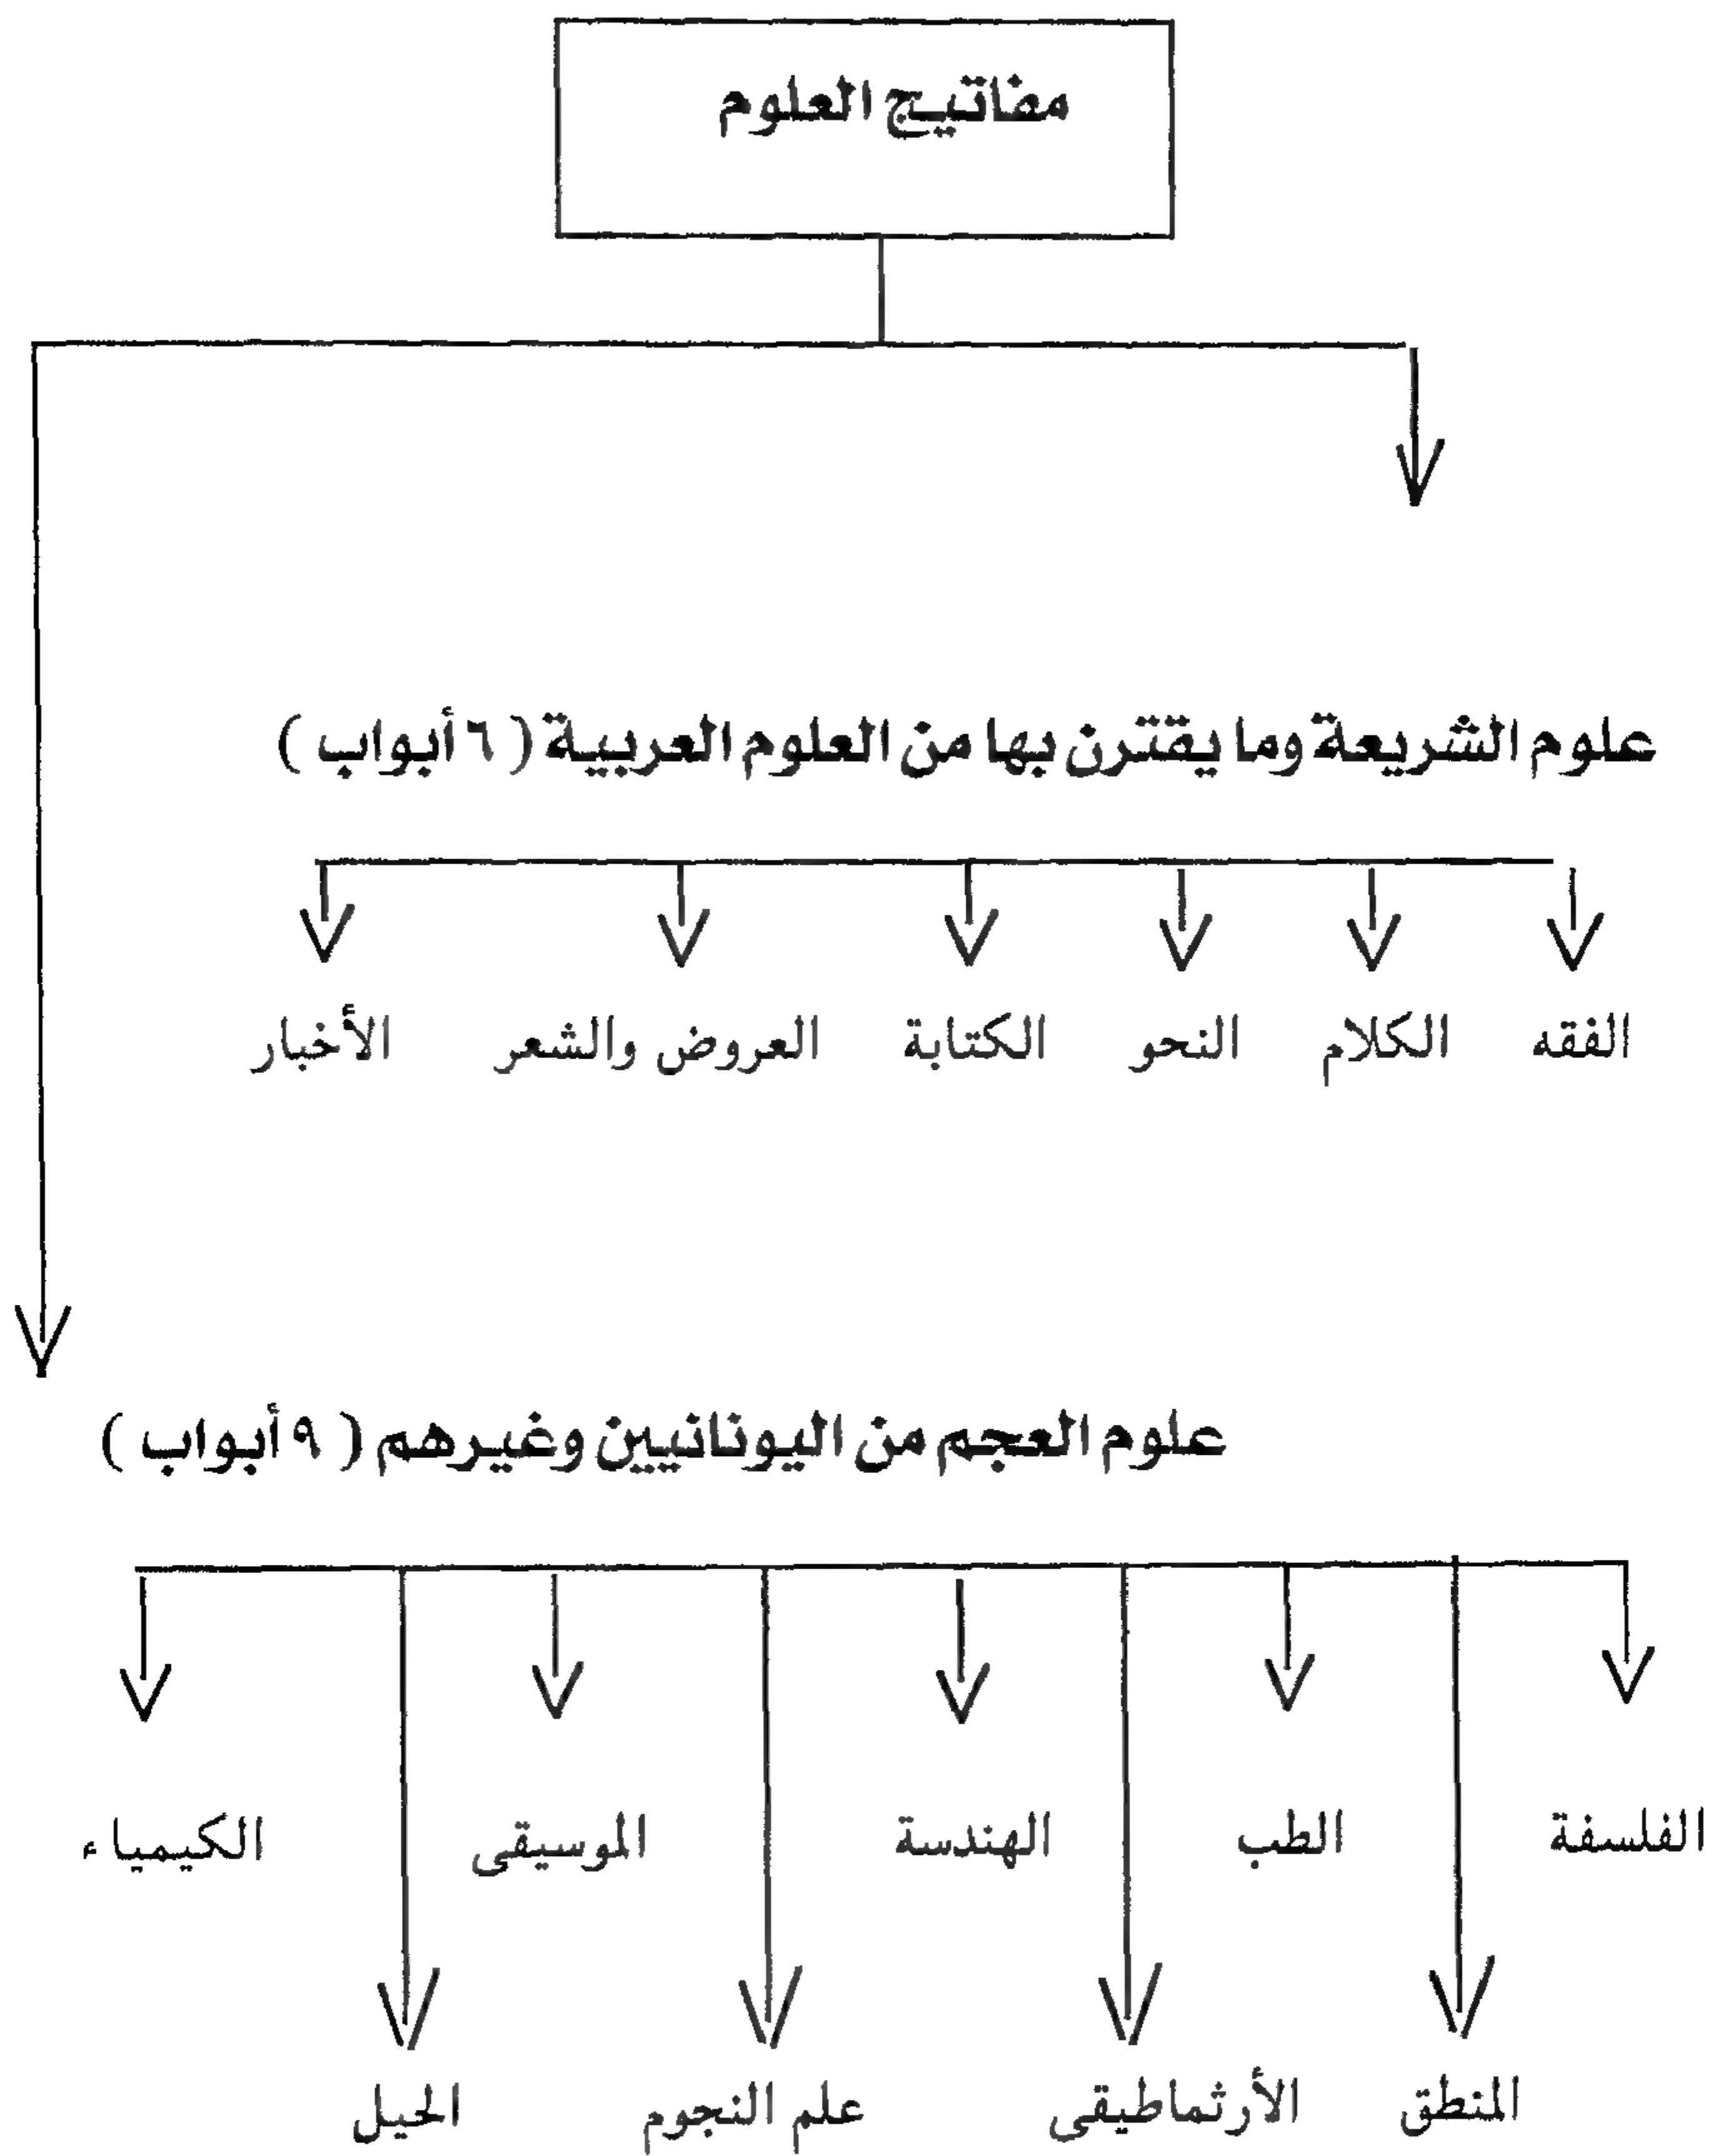 مفاتيح العلوم
علوم الشريعة وما يقترن بها من العلوم العربية ( ٦ أبواب )
الفقه الكلام النحو الكتابة العروض والشعر الأخبار
علوم العجم من اليونانيين وغيرهم ( ٩ أبواب )
الفلسفة الطب الهندسة الموسيقى الكيمياء
المنطق الأرثماطيقى علم النجوم الحيل